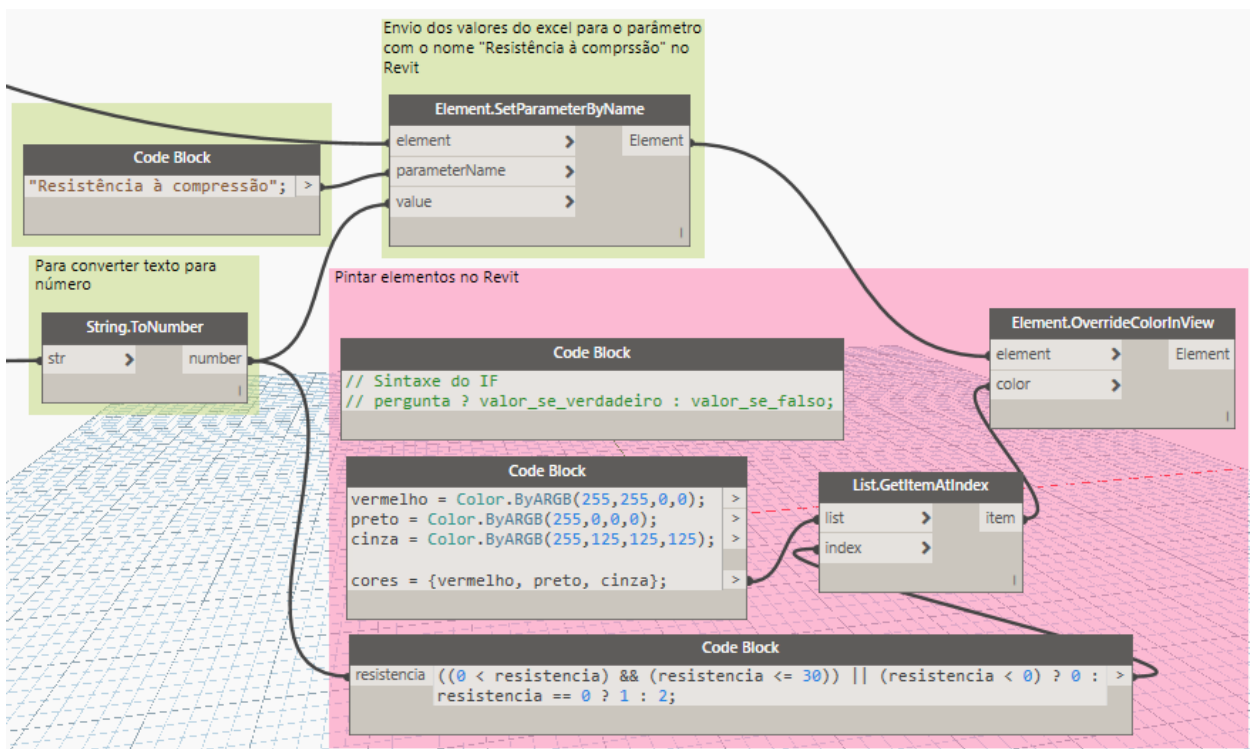 Envio dos valores do excel para o parâmetro
com o nome "Resistência à comprssão" no
Revit
Element.SetParameterByName
element > Element
parameterName >
value >
Code Block
"Resistência à compressão"; >
Para converter texto para
número
String.ToNumber
str > number
Pintar elementos no Revit
Code Block
// Sintaxe do IF
// pergunta ? valor_se_verdadeiro : valor_se_falso;
Element.OverrideColorInView
element > Element
color >
Code Block
vermelho = Color.ByARGB(255,255,0,0); >
preto = Color.ByARGB(255,0,0,0); >
cinza = Color.ByARGB(255,125,125,125); >
cores = {vermelho, preto, cinza}; >
List.GetItemAtIndex
list > item
index >
Code Block
resistencia ((0 < resistencia) && (resistencia <= 30)) || (resistencia < 0) ? 0 : >
resistencia == 0 ? 1 : 2;